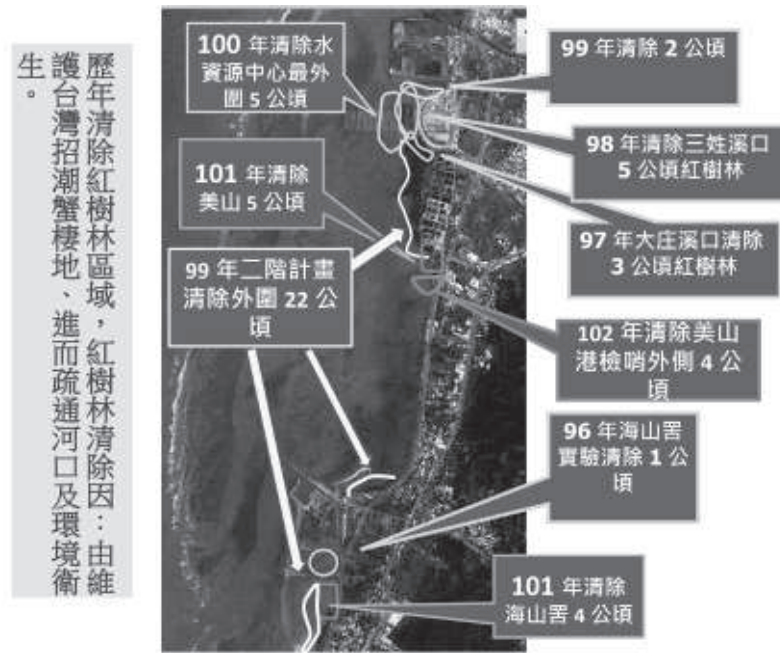 歷年清除紅樹林區域，紅樹林清除因：由維
護台灣招潮蟹棲地、進而疏通河口及環境衛
生。
100 年清除水
資源中心最外
圍 5 公頃
99 年清除 2 公頃
98 年清除三姓溪口
5 公頃紅樹林
101 年清除
美山 5 公頃
97 年大庄溪口清除
3 公頃紅樹林
99 年二階計畫
清除外圍 22 公
頃
102 年清除美山
港檢哨外側 4 公
頃
96 年海山罟
實驗清除 1 公
頃
101 年清除
海山罟 4 公頃